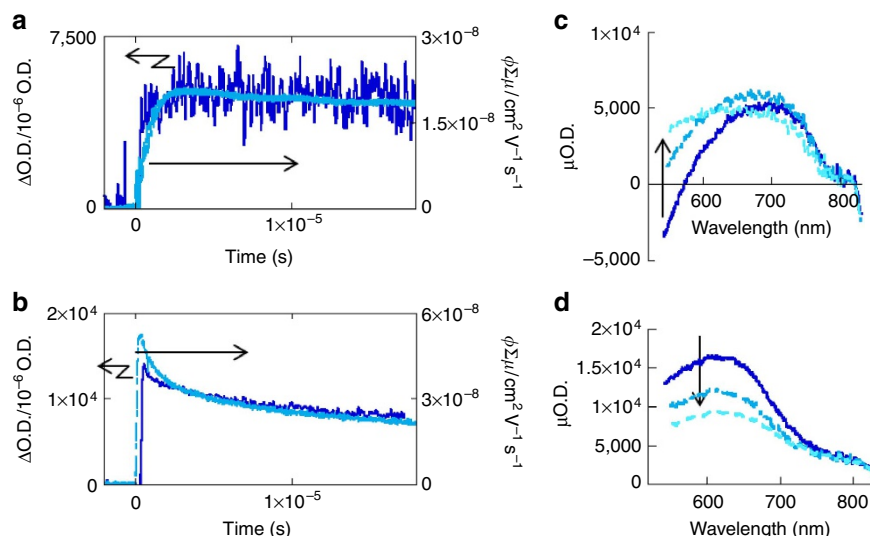 a
7,500
0
ΔO.D./10⁻⁶ O.D.
3×10⁻⁸
1.5×10⁻⁸
0
ϕΣμ/cm² V⁻¹ s⁻¹
0
1×10⁻⁵
Time (s)
b
2×10⁴
1×10⁴
0
ΔO.D./10⁻⁶ O.D.
6×10⁻⁸
3×10⁻⁸
0
ϕΣμ/cm² V⁻¹ s⁻¹
0
1×10⁻⁵
Time (s)
c
1×10⁴
5,000
0
−5,000
μO.D.
600
700
800
Wavelength (nm)
d
2×10⁴
1.5×10⁴
1×10⁴
5,000
0
μO.D.
600
700
800
Wavelength (nm)